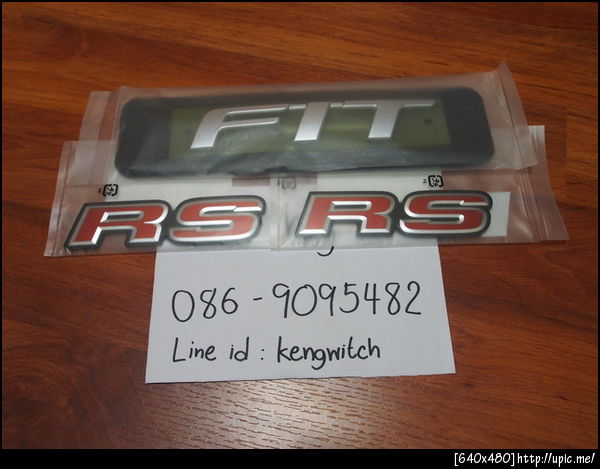 FIT
RS RS
086-9095482
Line id : kengwitch
[640x480]http://upic.me/